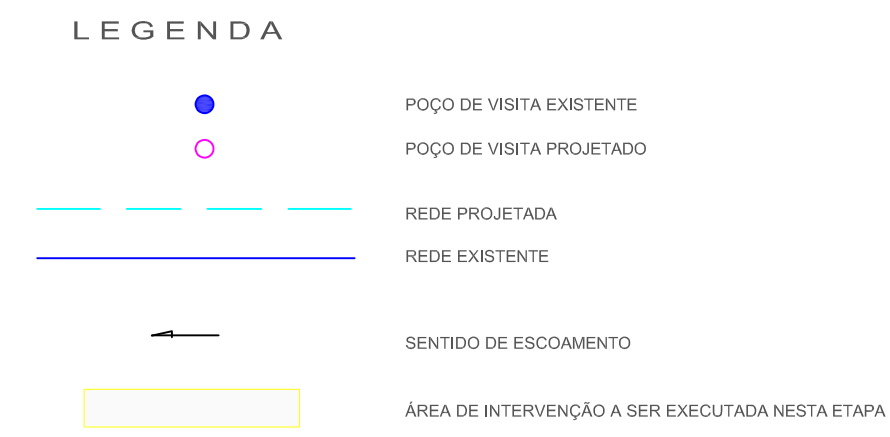 LEGENDA
POÇO DE VISITA EXISTENTE
POÇO DE VISITA PROJETADO
REDE PROJETADA
REDE EXISTENTE
SENTIDO DE ESCOAMENTO
ÁREA DE INTERVENÇÃO A SER EXECUTADA NESTA ETAPA